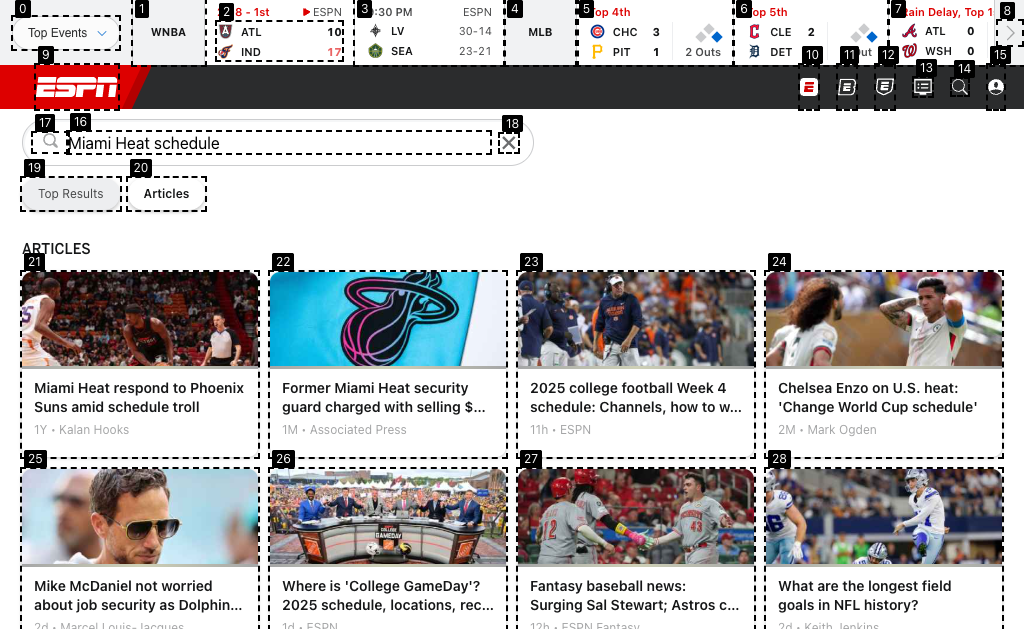 Top Events
WNBA
8 - 1st
ESPN
ATL 10
IND 17
:30 PM ESPN
LV 30-14
SEA 23-21
MLB
Top 4th
CHC 3
PIT 1
2 Outs
Top 5th
CLE 2
DET
Out
Rain Delay, Top 1
ATL 0
WSH 0
0
1
2
3
4
5
6
7
8
9
ESPN
10
11
12
13
14
15
17
16
18
Miami Heat schedule
19
20
Top Results
Articles
ARTICLES
21
22
23
24
Miami Heat respond to Phoenix
Suns amid schedule troll
1Y • Kalan Hooks
Former Miami Heat security
guard charged with selling $...
1M • Associated Press
2025 college football Week 4
schedule: Channels, how to w...
11h • ESPN
Chelsea Enzo on U.S. heat:
'Change World Cup schedule'
2M • Mark Ogden
25
26
27
28
Mike McDaniel not worried
about job security as Dolphin...
2d • Marcel Louis-Jacques
Where is 'College GameDay'?
2025 schedule, locations, rec...
1d • ESPN
Fantasy baseball news:
Surging Sal Stewart; Astros c...
12h • ESPN Fantasy
What are the longest field
goals in NFL history?
2d • Keith Jenkins